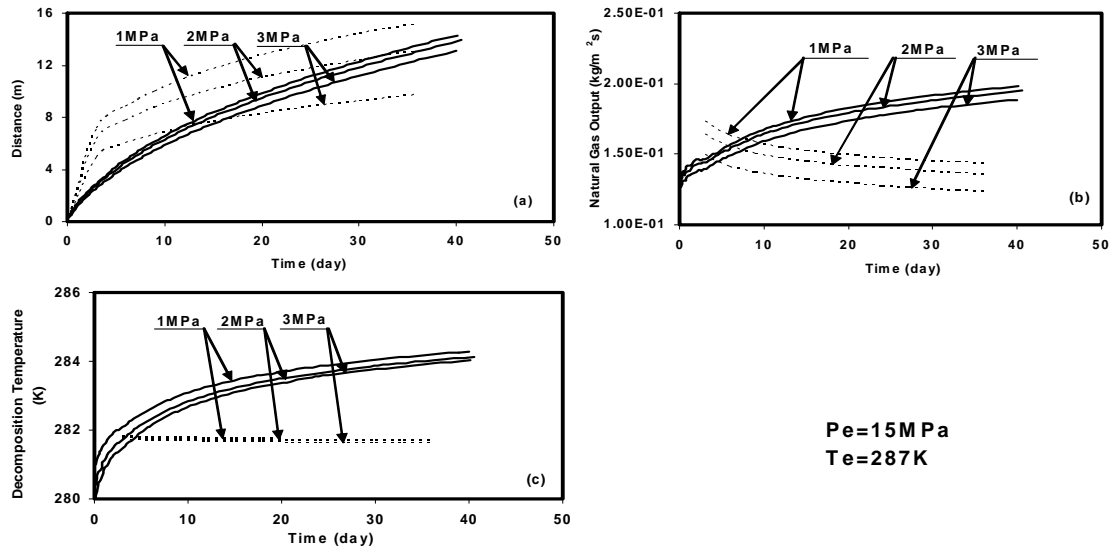 16
12
8
4
0
Distance (m)
1MPa 2MPa 3MPa
(a)
0 10 20 30 40 50
Time (day)
2.50E-01
2.00E-01
1.50E-01
1.00E-01
Natural Gas Output (kg/m^2s)
1MPa
2MPa
3MPa
(b)
0 10 20 30 40 50
Time (day)
286
284
282
280
Decomposition Temperature
(K)
1MPa 2MPa 3MPa
(c)
0 10 20 30 40 50
Time (day)
Pe=15MPa
Te=287K